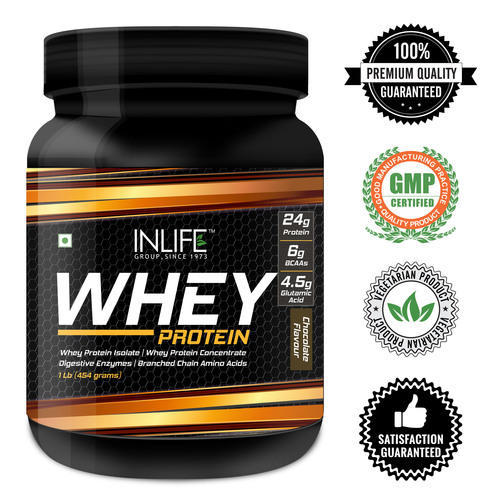 INLIFE™
GROUP, SINCE 1973
WHEY
PROTEIN
Whey Protein Isolate | Whey Protein Concentrate
Digestive Enzymes | Branched Chain Amino Acids
1 Lb (454 grams)
24g
Protein
6g
BCAAs
4.5g
Glutamic
Acid
Chocolate
Flavour
100%
PREMIUM QUALITY
GUARANTEED
GOOD MANUFACTURING PRACTICE
GMP
CERTIFIED
QUALITY PRODUCT
VEGETARIAN PRODUCT
VEGETARIAN PRODUCT
SATISFACTION
GUARANTEED